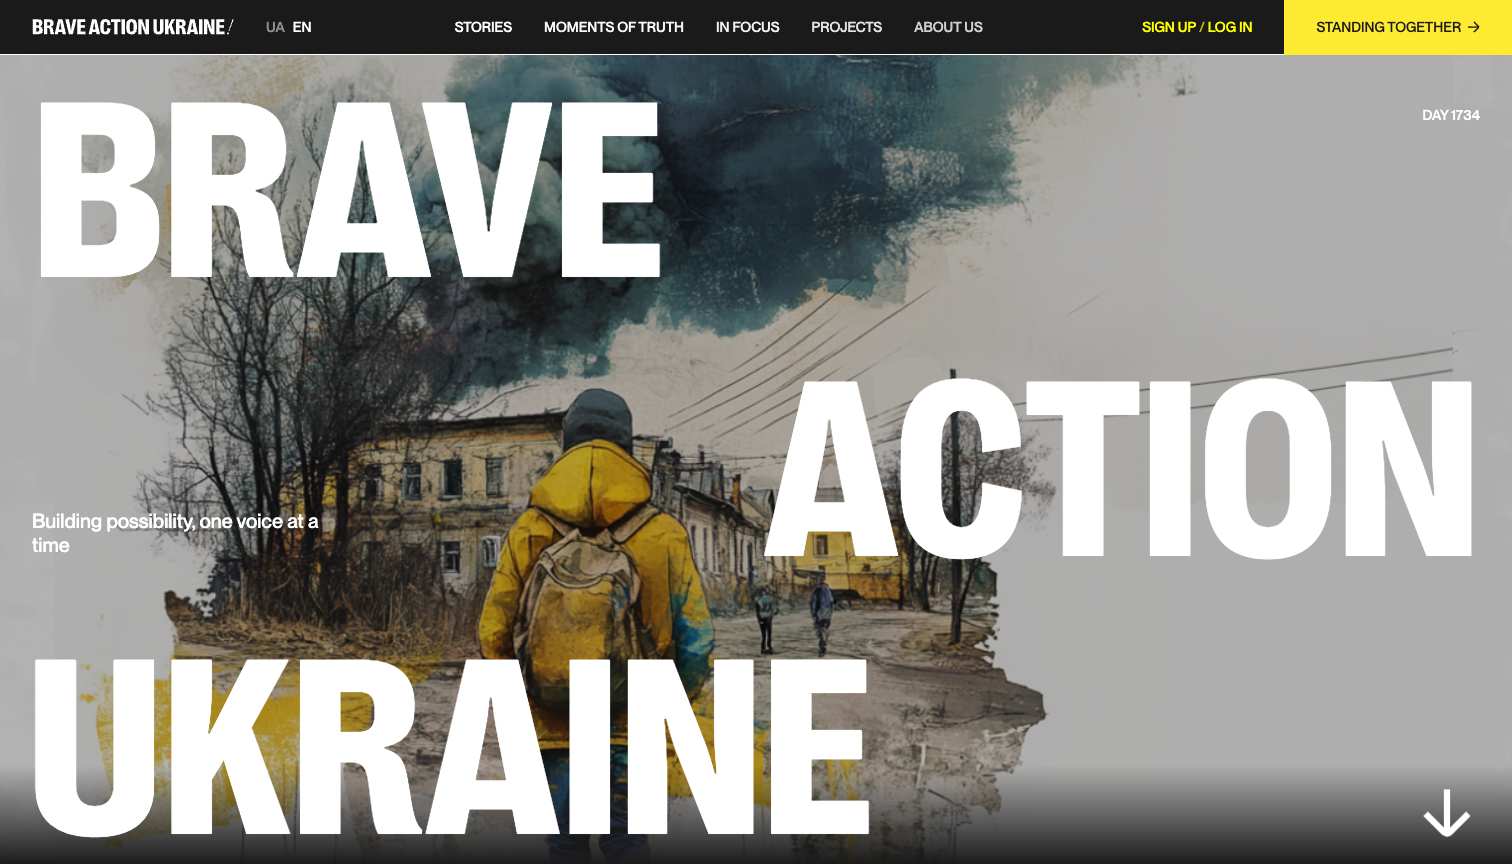 BRAVE ACTION UKRAINE/
UA EN
STORIES
MOMENTS OF TRUTH
IN FOCUS
PROJECTS
ABOUT US
SIGN UP / LOG IN
STANDING TOGETHER →
BRAVE
DAY 1734
ACTION
Building possibility, one voice at a
time
UKRAINE